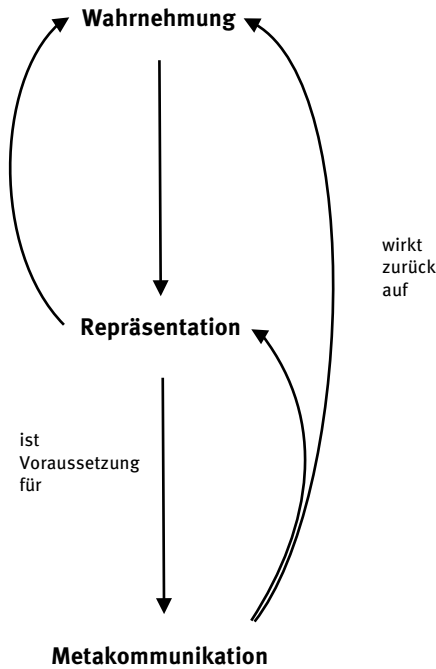 Wahrnehmung
wirkt
zurück
auf
Repräsentation
ist
Voraussetzung
für
Metakommunikation